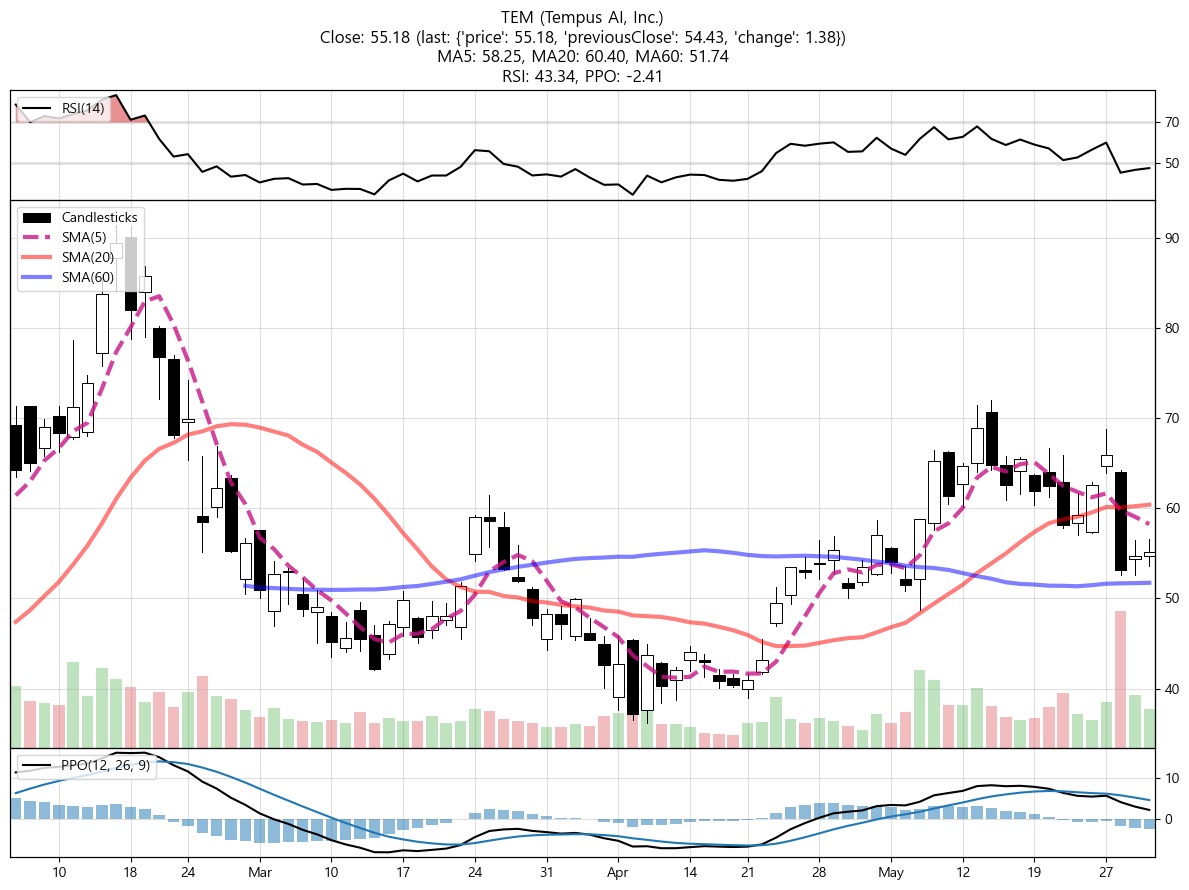 TEM (Tempus AI, Inc.)
Close: 55.18 (last: {'price': 55.18, 'previousClose': 54.43, 'change': 1.38})
MA5: 58.25, MA20: 60.40, MA60: 51.74
RSI: 43.34, PPO: -2.41
RSI(14)
70
50
Candlesticks
SMA(5)
SMA(20)
SMA(60)
90
80
70
60
50
40
PPO(12, 26, 9)
10
0
10 18 24 Mar 10 17 24 31 Apr 14 21 28 May 12 19 27